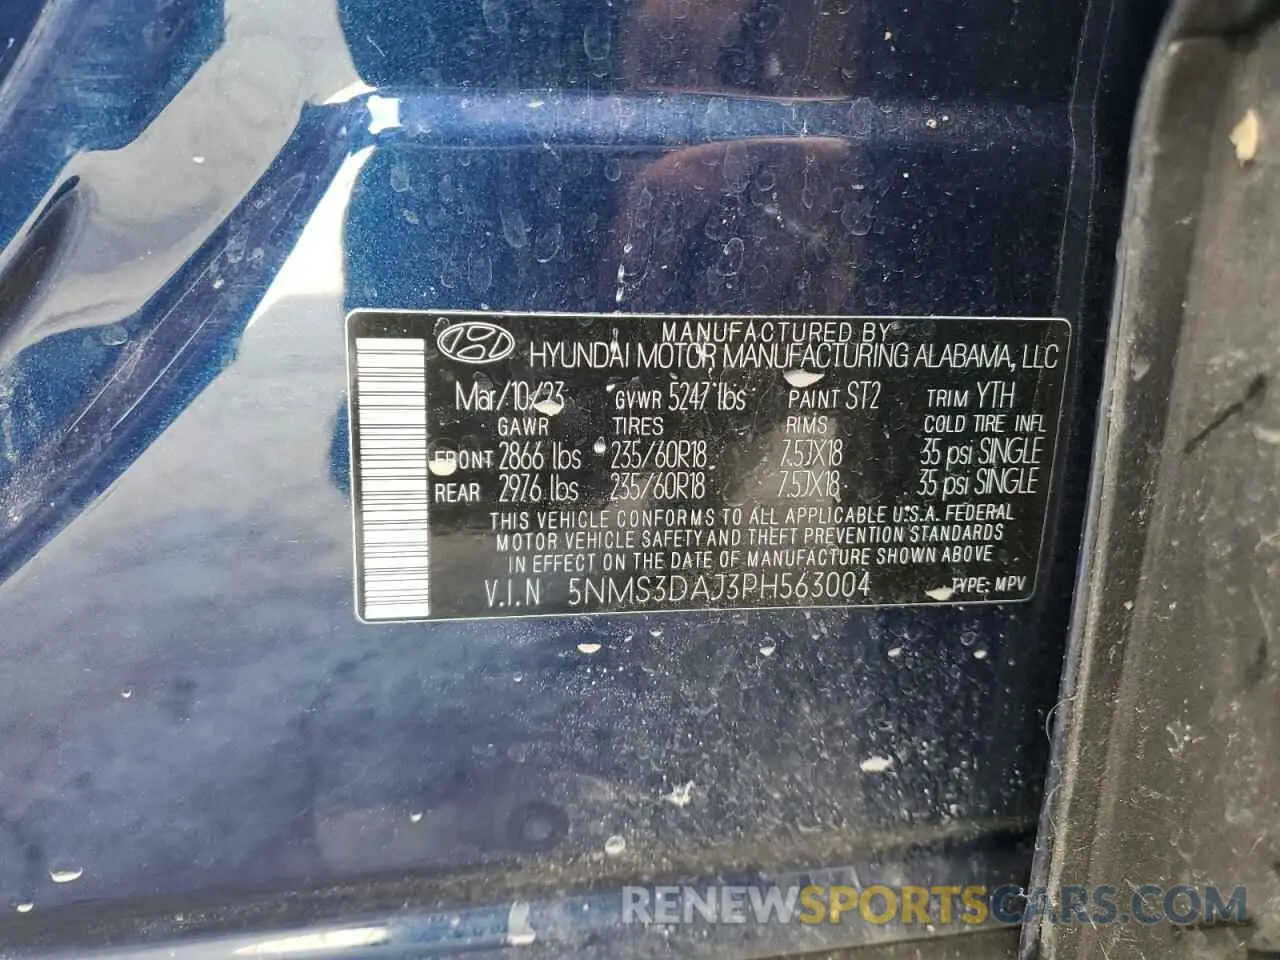 MANUFACTURED BY
HYUNDAI MOTOR MANUFACTURING ALABAMA, LLC
Mar/10/23 GVWR 5247 lbs PAINT ST2 TRIM YTH
GAWR TIRES RIMS COLD TIRE INFL
FRONT 2866 lbs 235/60R18 7.5JX18 35 psi SINGLE
REAR 2976 lbs 235/60R18 7.5JX18 35 psi SINGLE
THIS VEHICLE CONFORMS TO ALL APPLICABLE U.S.A. FEDERAL
MOTOR VEHICLE SAFETY AND THEFT PREVENTION STANDARDS
IN EFFECT ON THE DATE OF MANUFACTURE SHOWN ABOVE
V.I.N 5NMS3DAJ3PH563004 TYPE: MPV
RENEWSPORTSCARS.COM